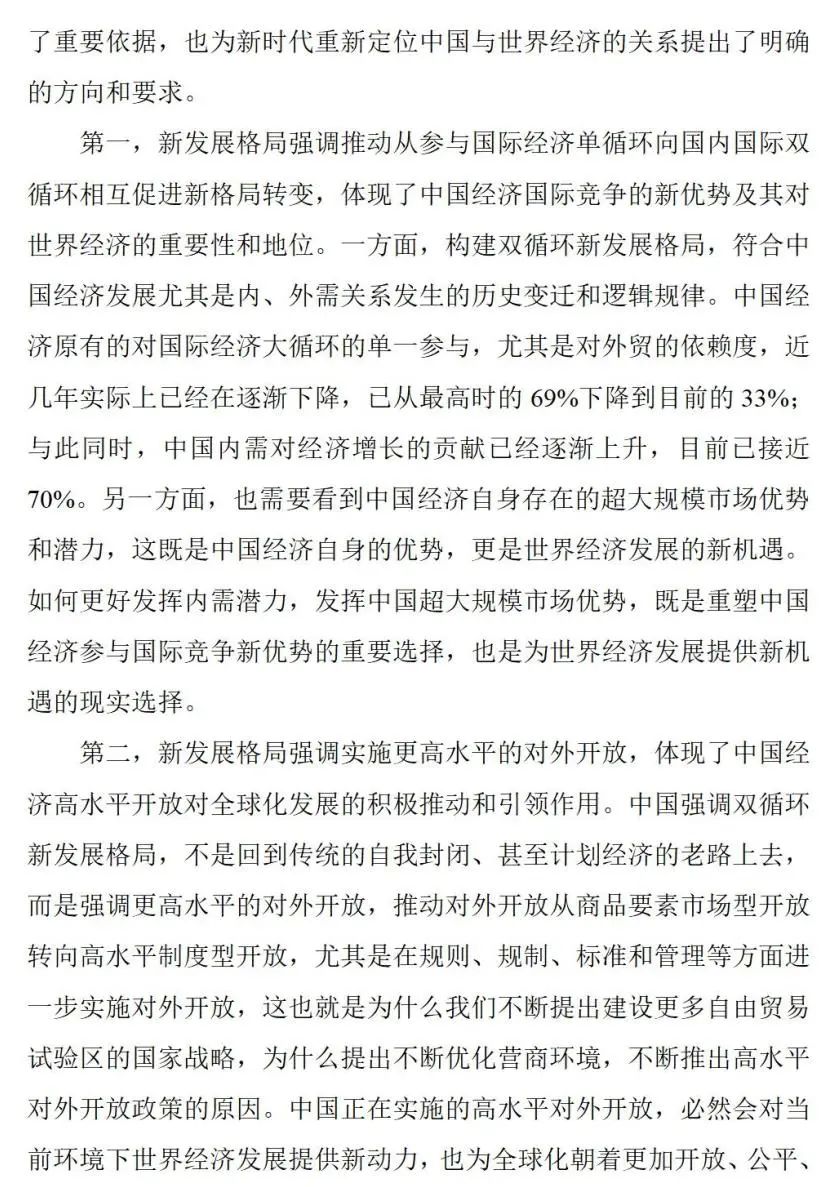 了重要依据，也为新时代重新定位中国与世界经济的关系提出了明确
的方向和要求。
第一，新发展格局强调推动从参与国际经济单循环向国内国际双
循环相互促进新格局转变，体现了中国经济国际竞争的新优势及其对
世界经济的重要性和地位。一方面，构建双循环新发展格局，符合中
国经济发展尤其是内、外需关系发生的历史变迁和逻辑规律。中国经
济原有的对国际经济大循环的单一参与，尤其是对外贸的依赖度，近
几年实际上已经在逐渐下降，已从最高时的 69%下降到目前的 33%；
与此同时，中国内需对经济增长的贡献已经逐渐上升，目前已接近
70%。另一方面，也需要看到中国经济自身存在的超大规模市场优势
和潜力，这既是中国经济自身的优势，更是世界经济发展的新机遇。
如何更好发挥内需潜力，发挥中国超大规模市场优势，既是重塑中国
经济参与国际竞争新优势的重要选择，也是为世界经济发展提供新机
遇的现实选择。
第二，新发展格局强调实施更高水平的对外开放，体现了中国经
济高水平开放对全球化发展的积极推动和引领作用。中国强调双循环
新发展格局，不是回到传统的自我封闭、甚至计划经济的老路上去，
而是强调更高水平的对外开放，推动对外开放从商品要素市场型开放
转向高水平制度型开放，尤其是在规则、规制、标准和管理等方面进
一步实施对外开放，这也就是为什么我们不断提出建设更多自由贸易
试验区的国家战略，为什么提出不断优化营商环境，不断推出高水平
对外开放政策的原因。中国正在实施的高水平对外开放，必然会对当
前环境下世界经济发展提供新动力，也为全球化朝着更加开放、公平、